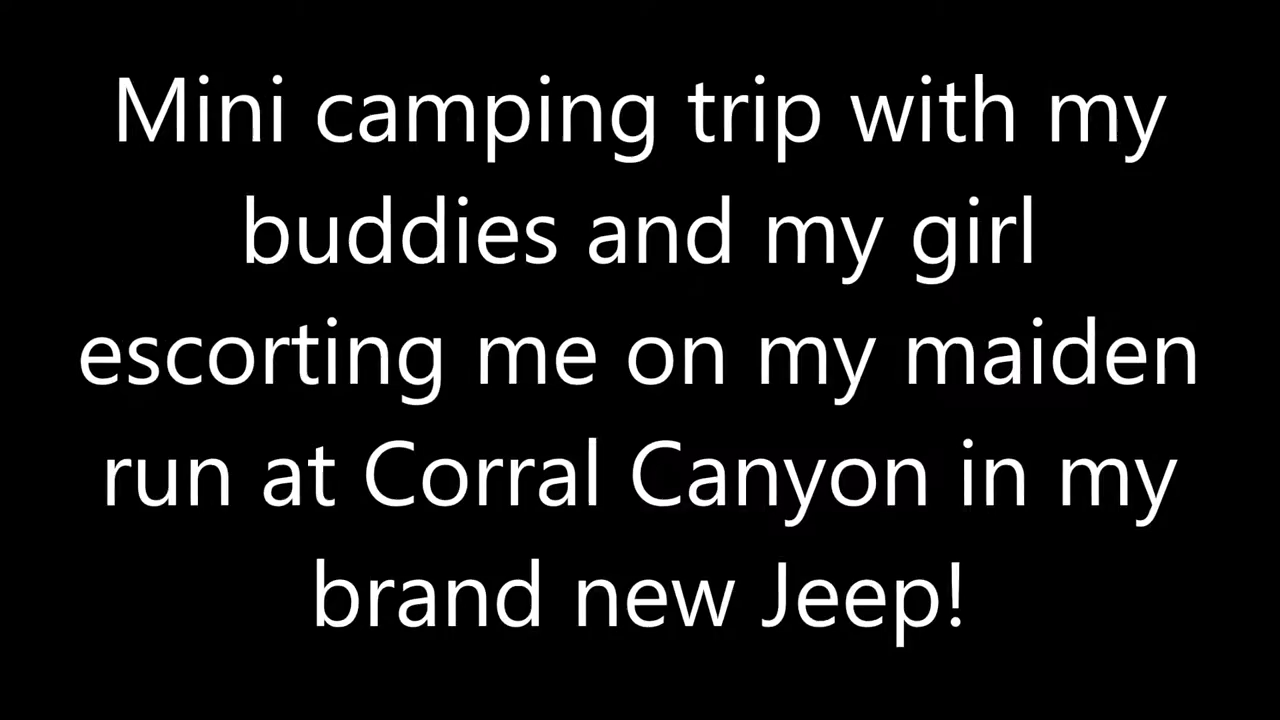 Mini camping trip with my
buddies and my girl
escorting me on my maiden
run at Corral Canyon in my
brand new Jeep!